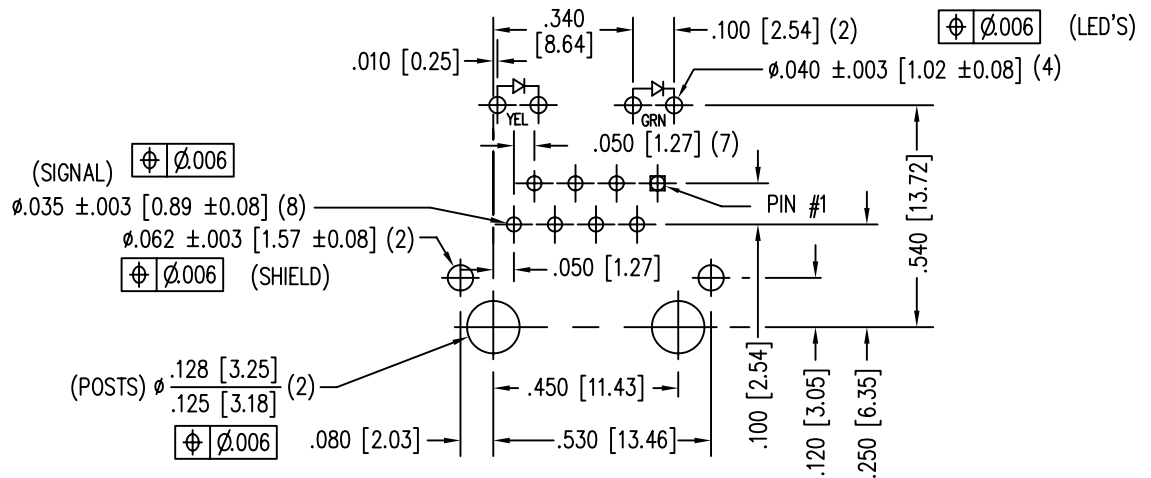 .340
[8.64]
.100 [2.54] (2)
⌖ Ø.006 (LED'S)
.010 [0.25]
Ø.040 ±.003 [1.02 ±0.08] (4)
YEL
GRN
.050 [1.27] (7)
⌖ Ø.006
(SIGNAL)
Ø.035 ±.003 [0.89 ±0.08] (8)
PIN #1
Ø.062 ±.003 [1.57 ±0.08] (2)
⌖ Ø.006 (SHIELD)
.050 [1.27]
.540 [13.72]
(POSTS) Ø .128 [3.25] (2)
.125 [3.18]
⌖ Ø.006
.450 [11.43]
.080 [2.03]
.530 [13.46]
.100 [2.54]
.120 [3.05]
.250 [6.35]